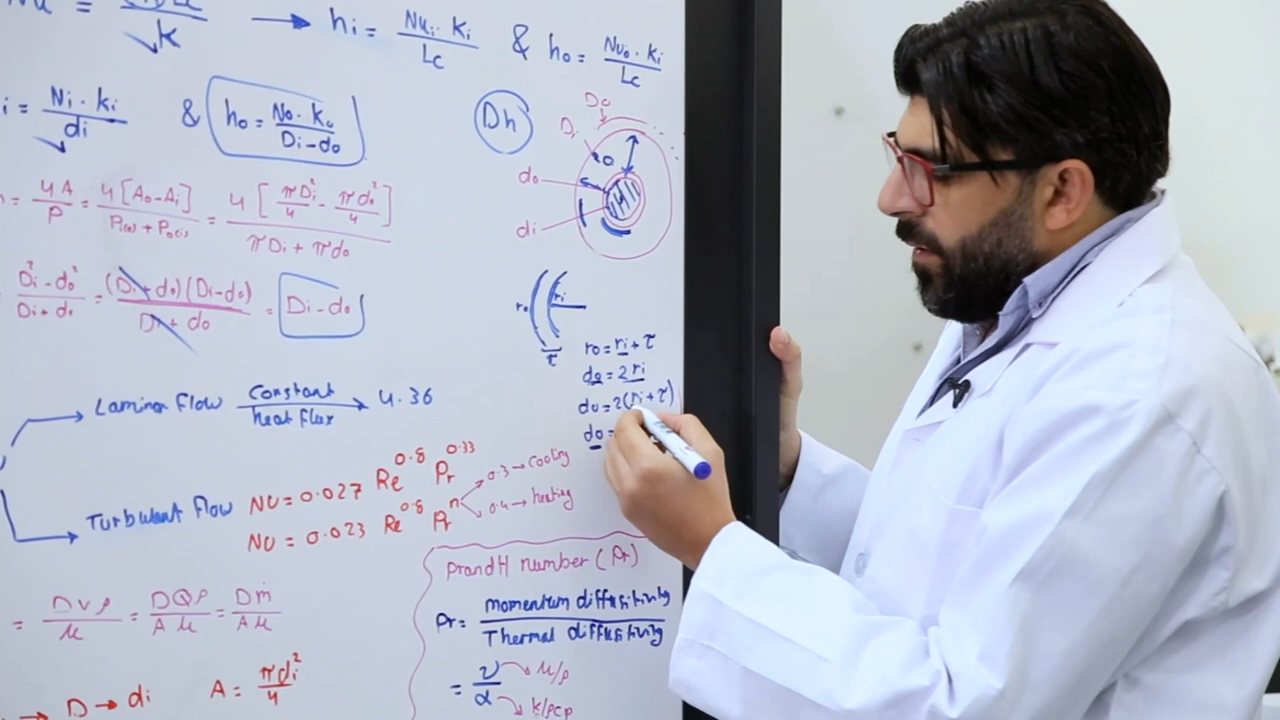 Nu = / k → hi = Nui · ki / Lc & ho = Nuo · ki / Lc
i = Ni · ki / di & ho = No · ko / Di - do
Dh
Do
Di
do
di
= 4A / P = 4[Ao - Ai] / + = 4[πDi²/4 - πdo²/4] / πDi + πdo
Di² - do² / Di + do = (Di + do)(Di - do) / Di + do = Di - do
ro ri
τ
ro = ri + τ
do = 2ri
do = 2(ri + τ)
do =
Laminar Flow Constant / heat flux → 4.36
Turbulant Flow NU = 0.027 Re^0.8 Pr^0.33
NU = 0.023 Re^0.8 Pr^n
0.3 → cooling
0.4 → heating
Prandtl number (Pr)
Pr = momentum diffusitivity / Thermal diffusitivity
= ν / α
→ μ/ρ
→ k/ρcp
= Dvρ / μ = DQρ / Aμ = Dṁ / Aμ
→ D → di A = πdi² / 4